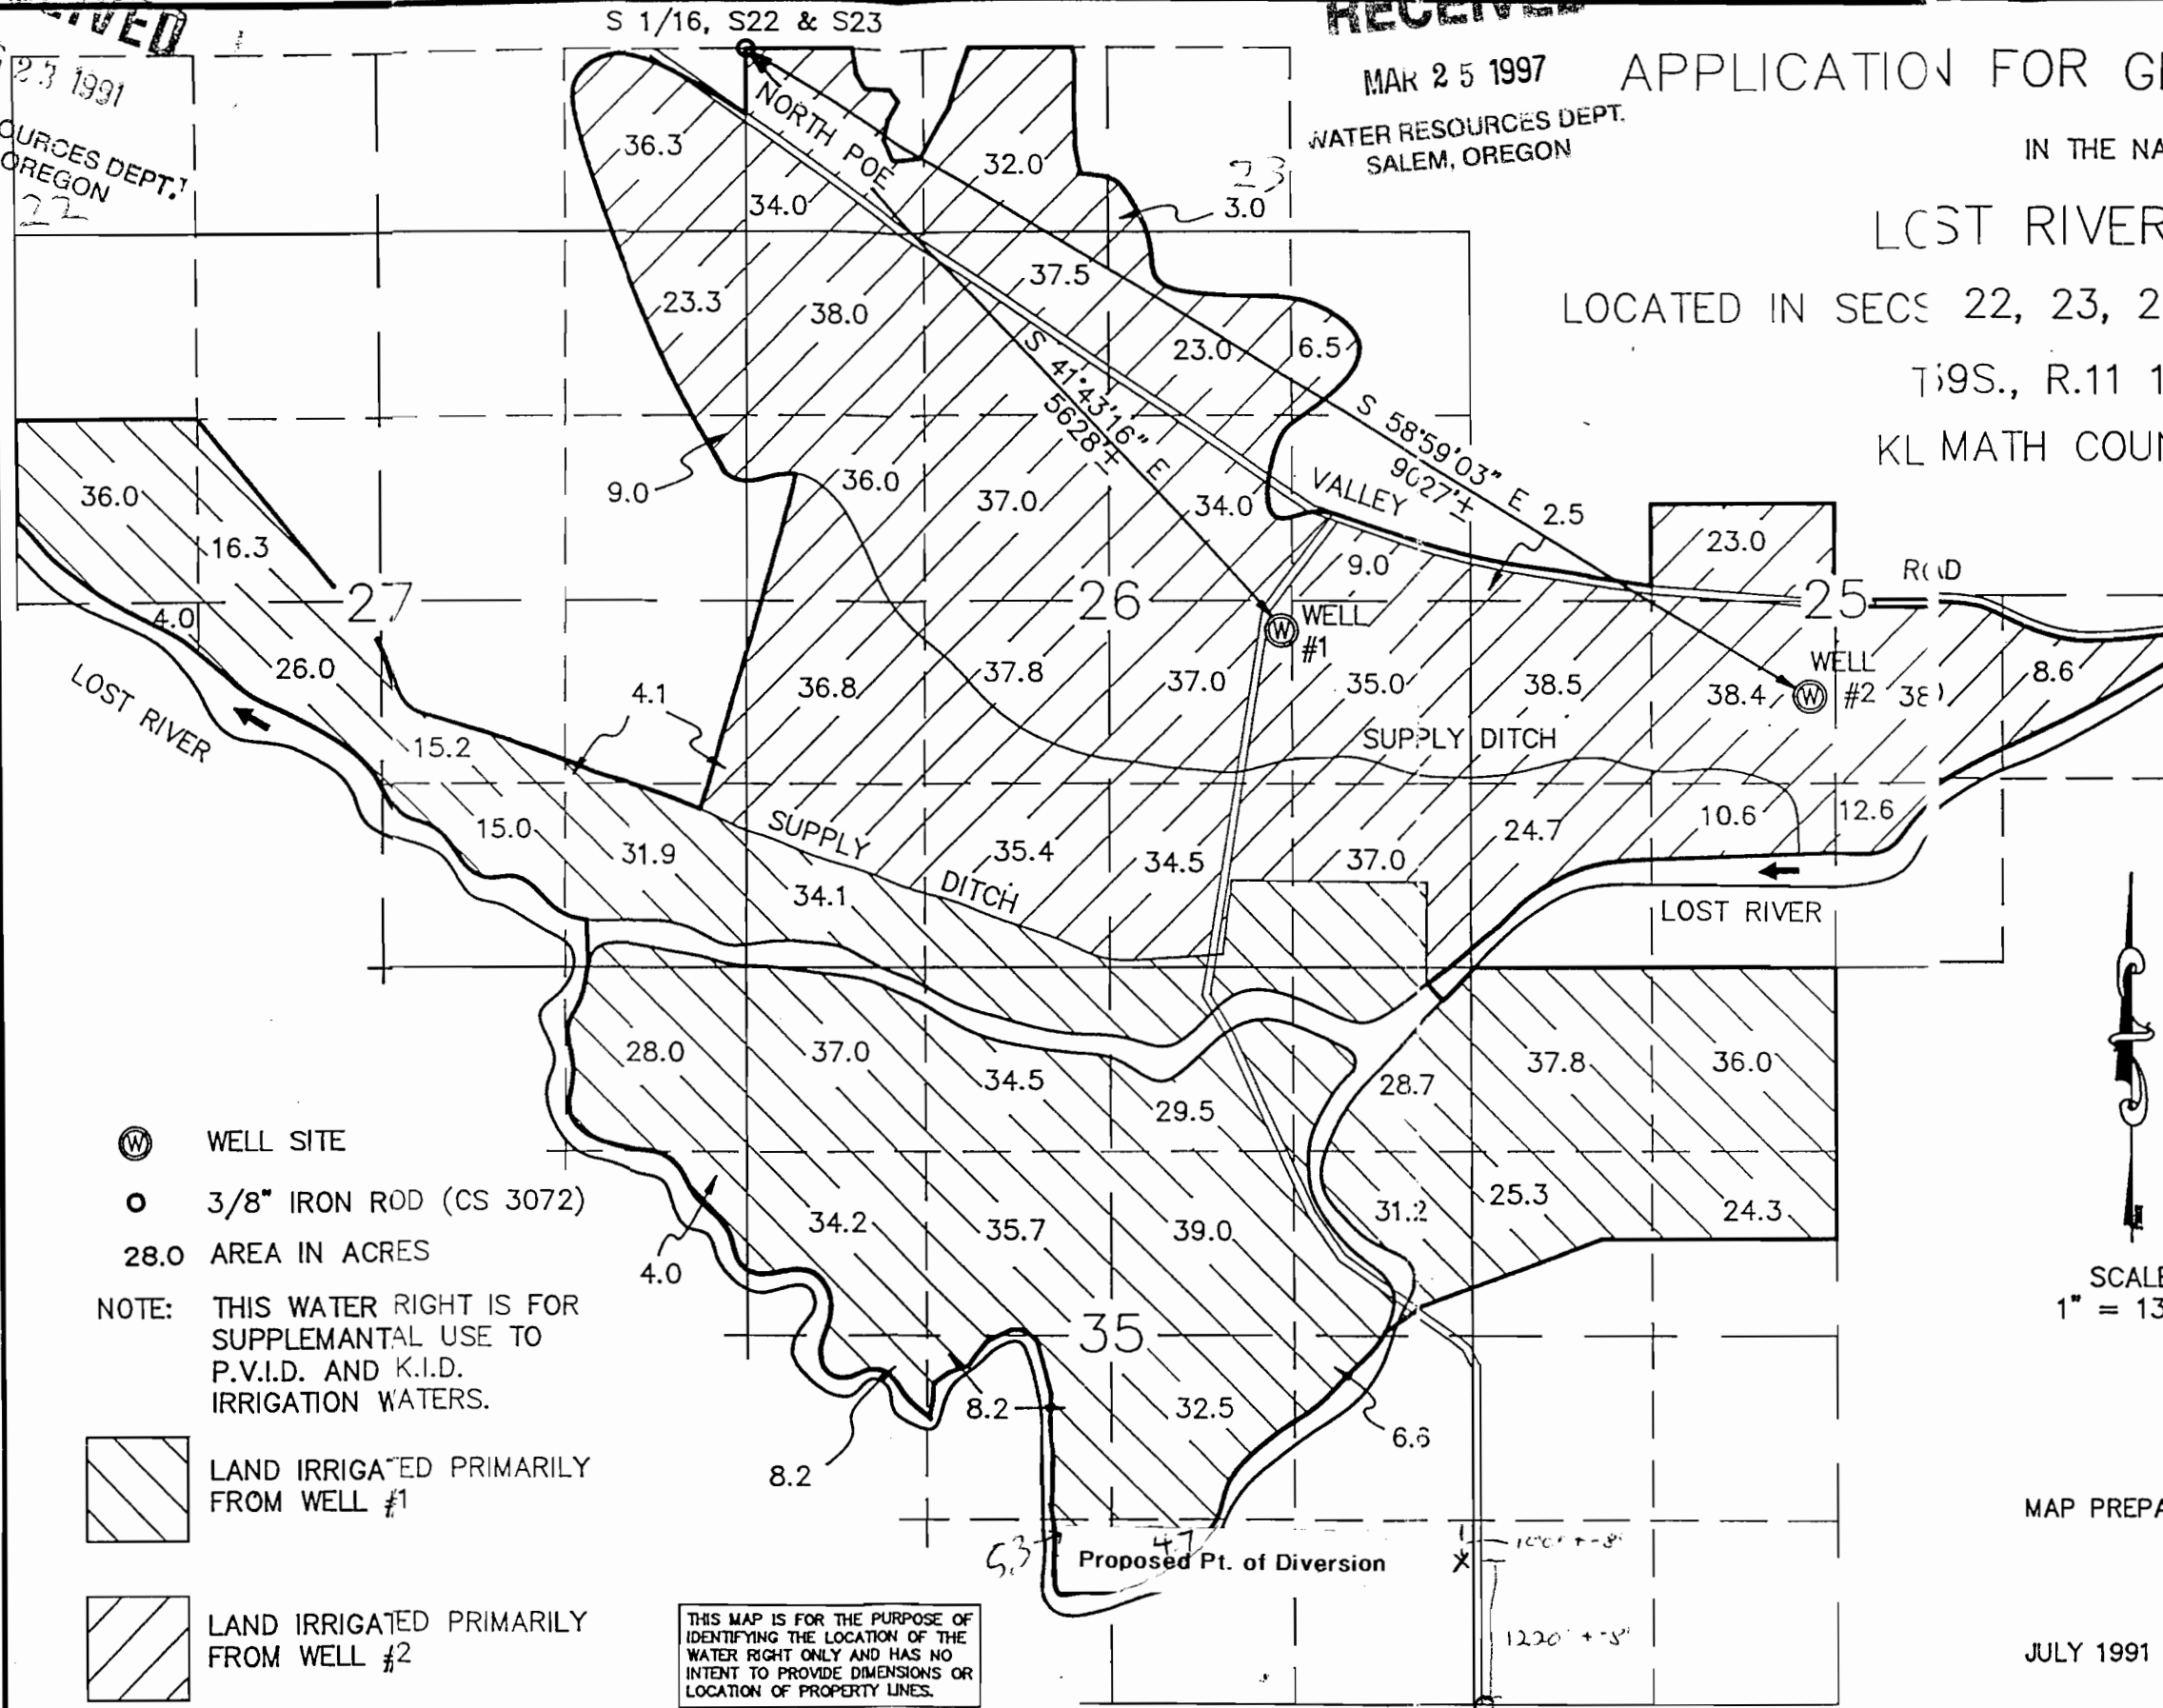 S 1/16, S22 & S23
RECEIVED
23 1991
OREGON
22
MAR 25 1997
WATER RESOURCES DEPT.
SALEM, OREGON
APPLICATION FOR
IN THE
LOST RIVER
LOCATED IN SECS 22, 23,
R.11
NORTH POE
VALLEY
36.3
34.0
32.0
23
3.0
23.3
38.0
37.5
23.0
6.5
S 41°43'16" E
5628'±
S 58°59'03" E
9027'±
2.5
9.0
36.0
37.0
34.0
36.0
16.3
23.0
9.0
27
26
25
4.0
WELL
#1
WELL
#2
26.0
4.1
36.8
37.8
37.0
35.0
38.5
38.4
8.6
LOST RIVER
15.2
SUPPLY DITCH
15.0
31.9
SUPPLY
DITCH
34.1
35.4
34.5
37.0
24.7
10.6
12.6
LOST RIVER
28.0
37.0
34.5
29.5
28.7
37.8
36.0
34.2
35.7
39.0
31.2
25.3
24.3
4.0
35
8.2
32.5
8.2
6.6
5.3
4.7
Proposed Pt. of Diversion
X
1220' +-8'
W WELL SITE
3/8" IRON ROD (CS 3072)
28.0 AREA IN ACRES
NOTE: THIS WATER RIGHT IS FOR
SUPPLEMANTAL USE TO
P.V.I.D. AND K.I.D.
IRRIGATION WATERS.
LAND IRRIGATED PRIMARILY
FROM WELL #1
LAND IRRIGATED PRIMARILY
FROM WELL #2
THIS MAP IS FOR THE PURPOSE OF
IDENTIFYING THE LOCATION OF THE
WATER RIGHT ONLY AND HAS NO
INTENT TO PROVIDE DIMENSIONS OR
LOCATION OF PROPERTY LINES.
SCALE
1" = 13
MAP
JULY 1991